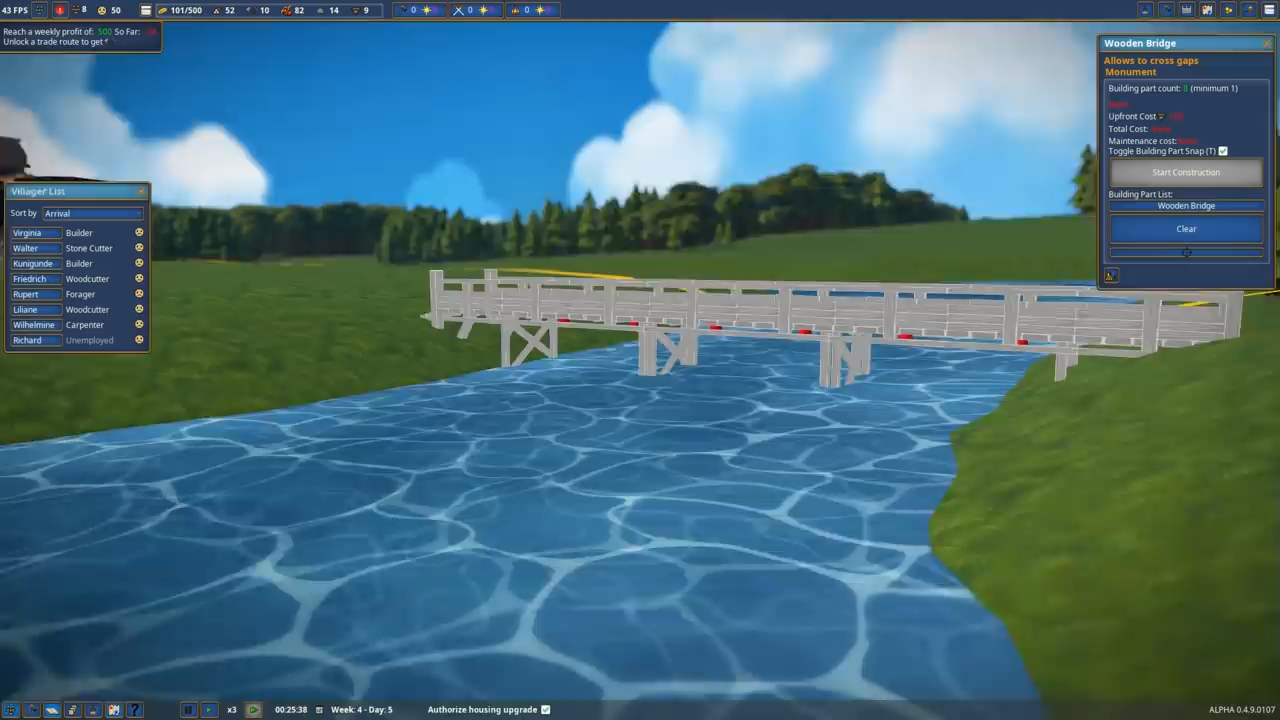 43 FPS
8
50
101/500
52
10
82
14
9
0
0
0
Reach a weekly profit of: 500 So Far:
Unlock a trade route to get
Villager List
Sort by Arrival
Virginia Builder
Walter Stone Cutter
Kunigunde Builder
Friedrich Woodcutter
Rupert Forager
Liliane Woodcutter
Wilhelmine Carpenter
Richard Unemployed
Wooden Bridge
Allows to cross gaps
Monument
Building part count: 8 (minimum 1)
Upfront Cost
Total Cost:
Maintenance cost:
Toggle Building Part Snap (T)
Start Construction
Building Part List:
Wooden Bridge
Clear
x3
00:25:38
Week: 4 - Day: 5
Authorize housing upgrade
ALPHA 0.4.9.0107